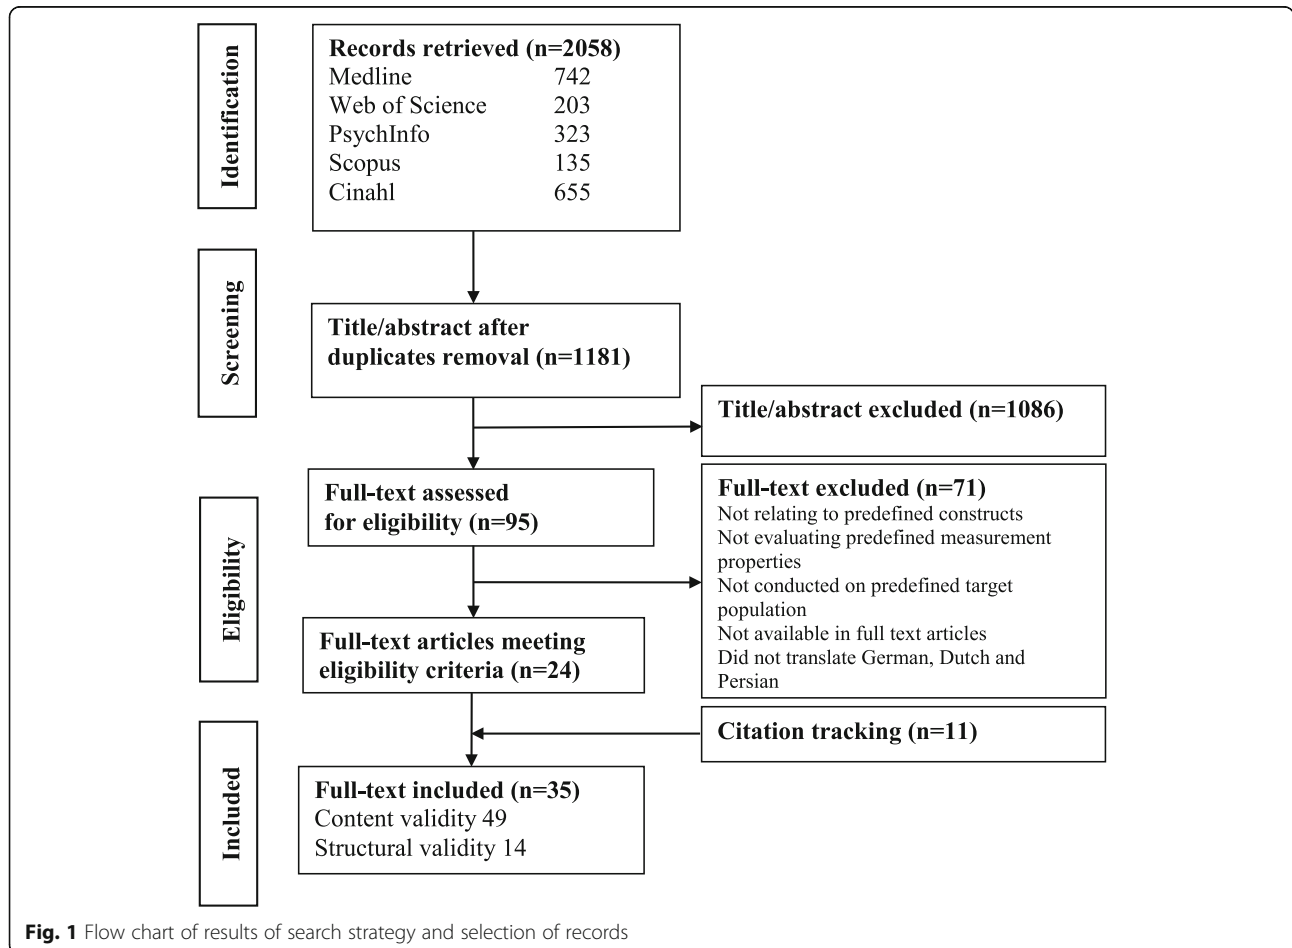 Identification
Records retrieved (n=2058)
Medline 742
Web of Science 203
PsychInfo 323
Scopus 135
Cinahl 655
Screening
Title/abstract after
duplicates removal (n=1181)
Title/abstract excluded (n=1086)
Eligibility
Full-text assessed
for eligibility (n=95)
Full-text excluded (n=71)
Not relating to predefined constructs
Not evaluating predefined measurement
properties
Not conducted on predefined target
population
Not available in full text articles
Did not translate German, Dutch and
Persian
Full-text articles meeting
eligibility criteria (n=24)
Citation tracking (n=11)
Included
Full-text included (n=35)
Content validity 49
Structural validity 14
Fig. 1 Flow chart of results of search strategy and selection of records